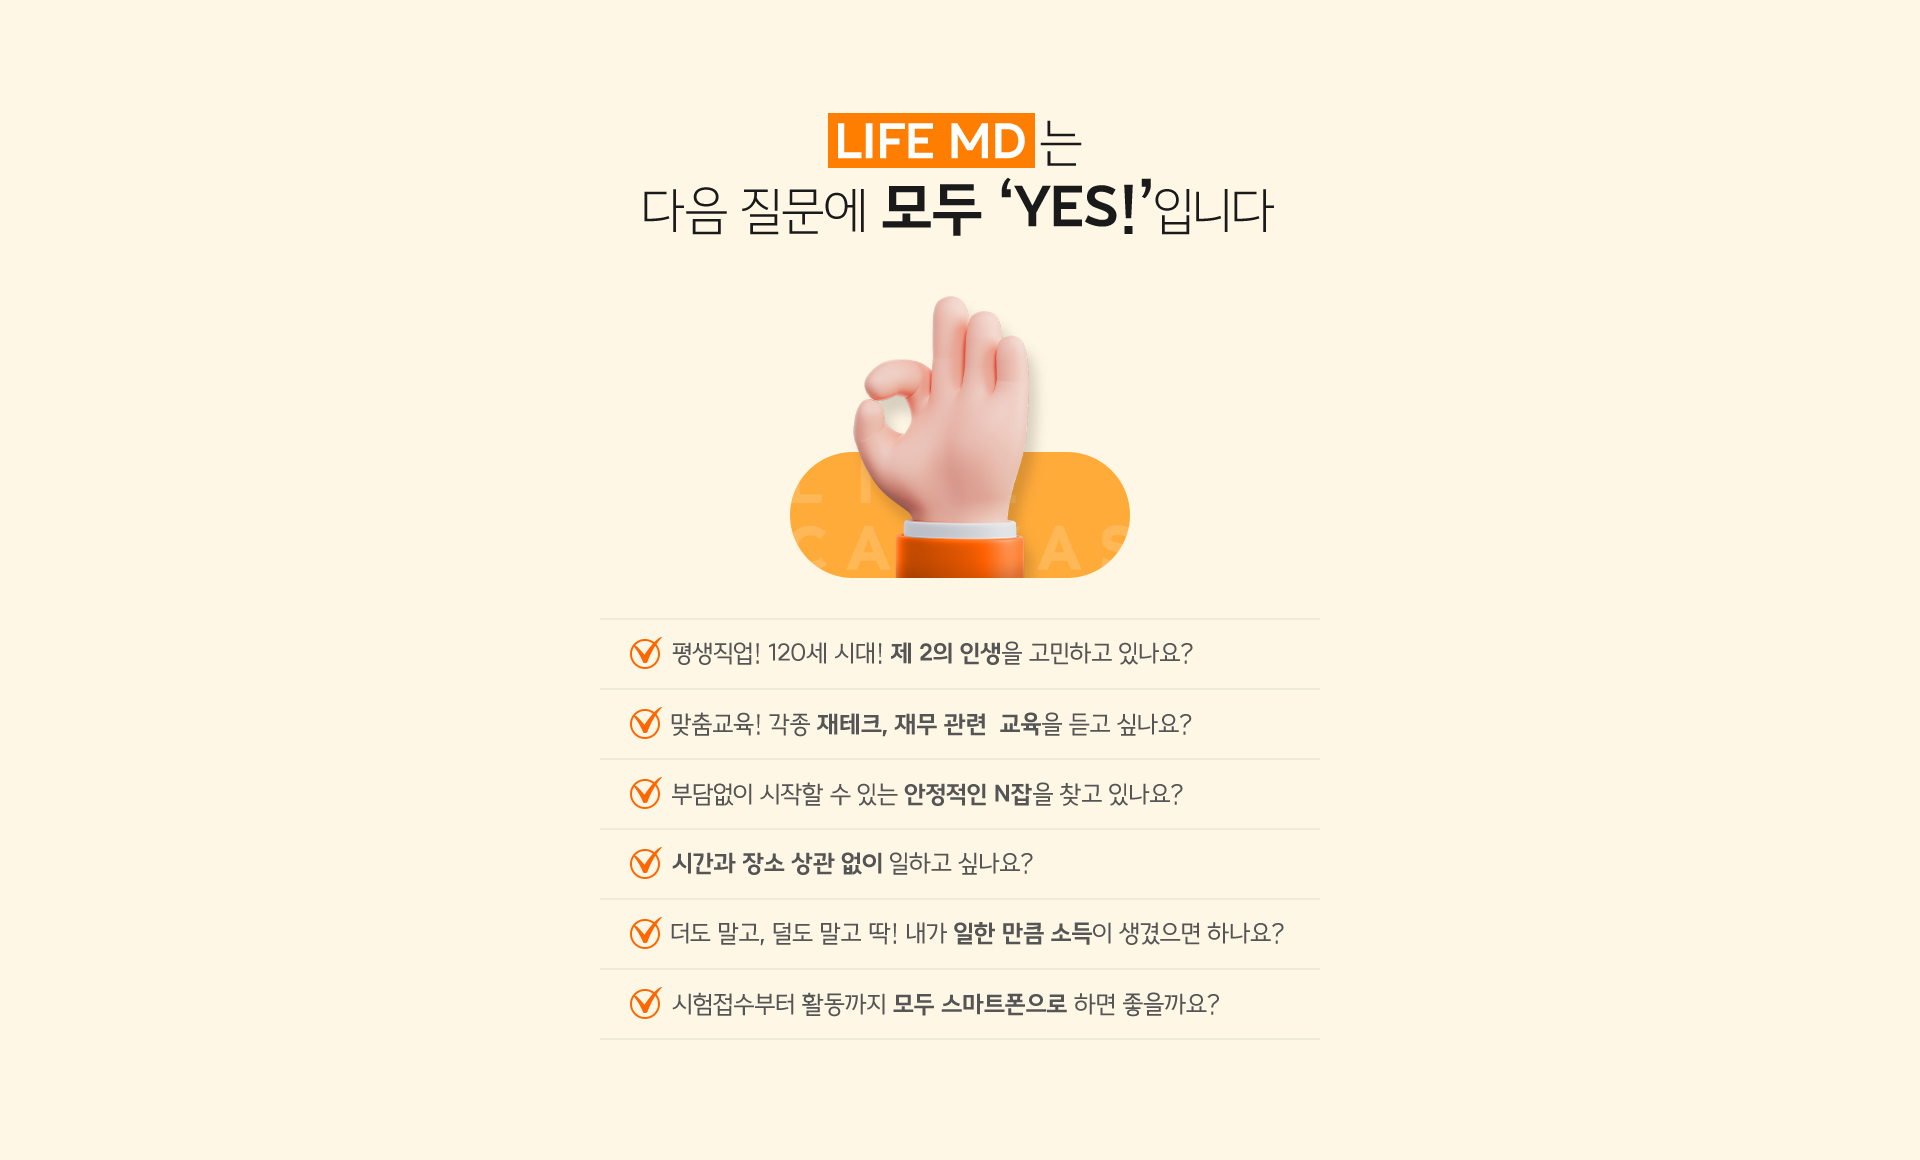 LIFE MD는
다음 질문에 모두 ‘YES!’입니다
평생직업! 120세 시대! 제 2의 인생을 고민하고 있나요?
맞춤교육! 각종 재테크, 재무 관련 교육을 듣고 싶나요?
부담없이 시작할 수 있는 안정적인 N잡을 찾고 있나요?
시간과 장소 상관 없이 일하고 싶나요?
더도 말고, 덜도 말고 딱! 내가 일한 만큼 소득이 생겼으면 하나요?
시험접수부터 활동까지 모두 스마트폰으로 하면 좋을까요?